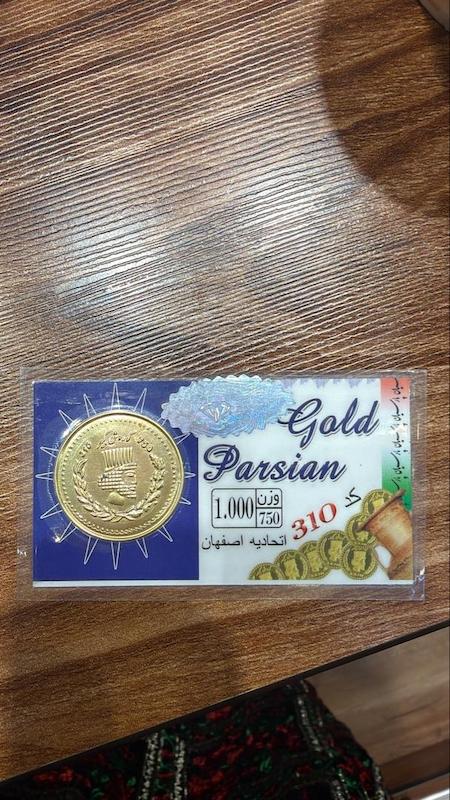 Gold
Parsian
1.000 وزن
750
کد 310
اتحادیه اصفهان